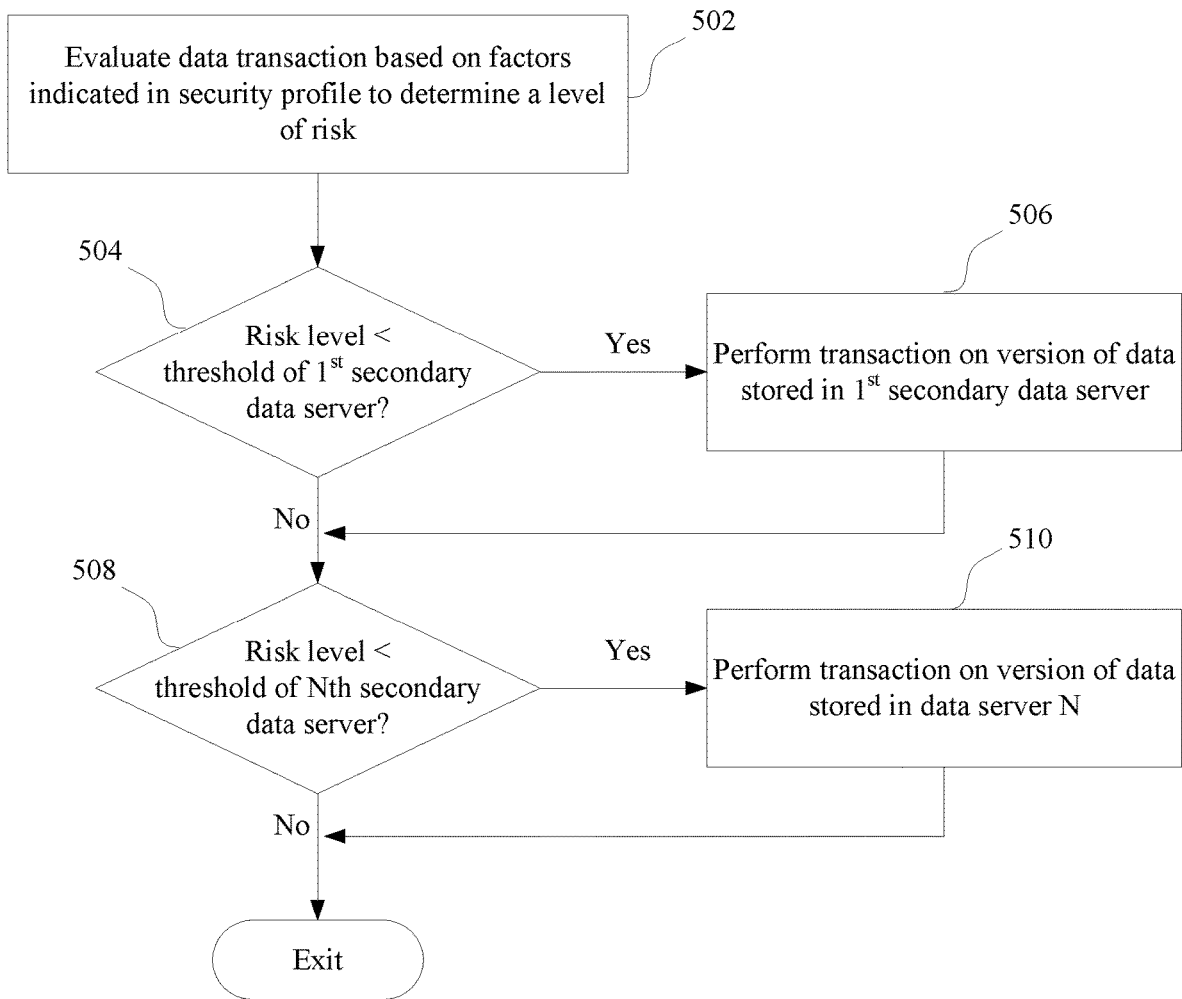 502
Evaluate data transaction based on factors
indicated in security profile to determine a level
of risk
504
Risk level <
threshold of 1st secondary
data server?
Yes
506
Perform transaction on version of data
stored in 1st secondary data server
No
508
Risk level <
threshold of Nth secondary
data server?
Yes
510
Perform transaction on version of data
stored in data server N
No
Exit